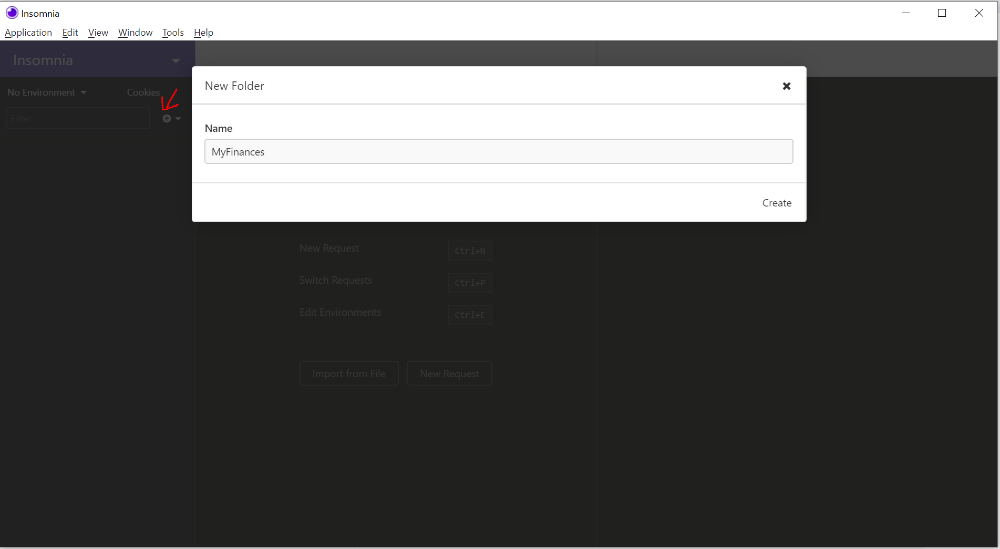 Insomnia
Application Edit View Window Tools Help
Insomnia
New Folder
No Environment Cookies
Filter
Name
MyFinances
Create
New Request Ctrl+N
Switch Requests Ctrl+P
Edit Environments Ctrl+E
Import from File New Request